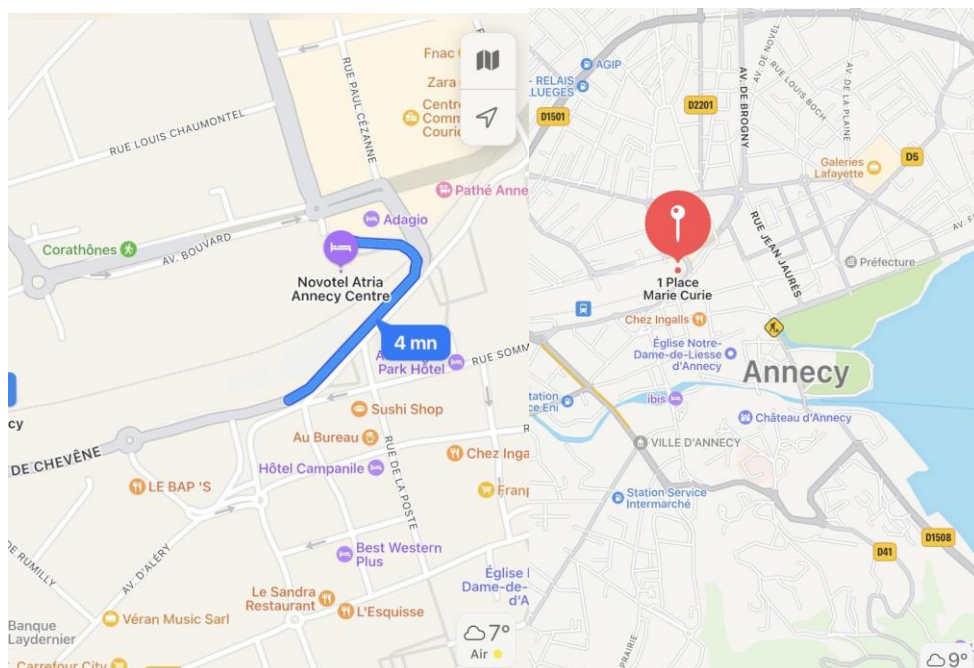 Fnac
Zara
Centre
Comm
Courie
RUE PAUL CÉZANNE
RUE LOUIS CHAUMONTEL
Pathé Anne
Adagio
Corathônes
AV. BOUVARD
Novotel Atria
Annecy Centre
4 mn
Park Hôtel
RUE SOMM
Sushi Shop
cy
Au Bureau
DE CHEVÊNE
Chez Inga
Hôtel Campanile
RUE DE LA POSTE
LE BAP 'S
Franp
DE RUMILLY
AV. D'ALÉRY
Best Western
Plus
Église
Dame-de-
d'A
Le Sandra
Restaurant
L'Esquisse
Véran Music Sarl
Banque
Laydernier
7°
Air
Carrefour City
AGIP
- RELAIS
LUEGES
D1501
D2201
AV. DE BROGNY
AV. DE NOVEL
RUE LOUIS BOCH
AV. DE LA PLAINE
D5
Galeries
Lafayette
RUE JEAN JAURÈS
Préfecture
1 Place
Marie Curie
Chez Ingalls
Église Notre-
Dame-de-Liesse
d'Annecy
Annecy
tation
ce Eni
ibis
Château d'Annecy
VILLE D'ANNECY
Station Service
Intermarché
D1508
D41
PRAIRIE
9°